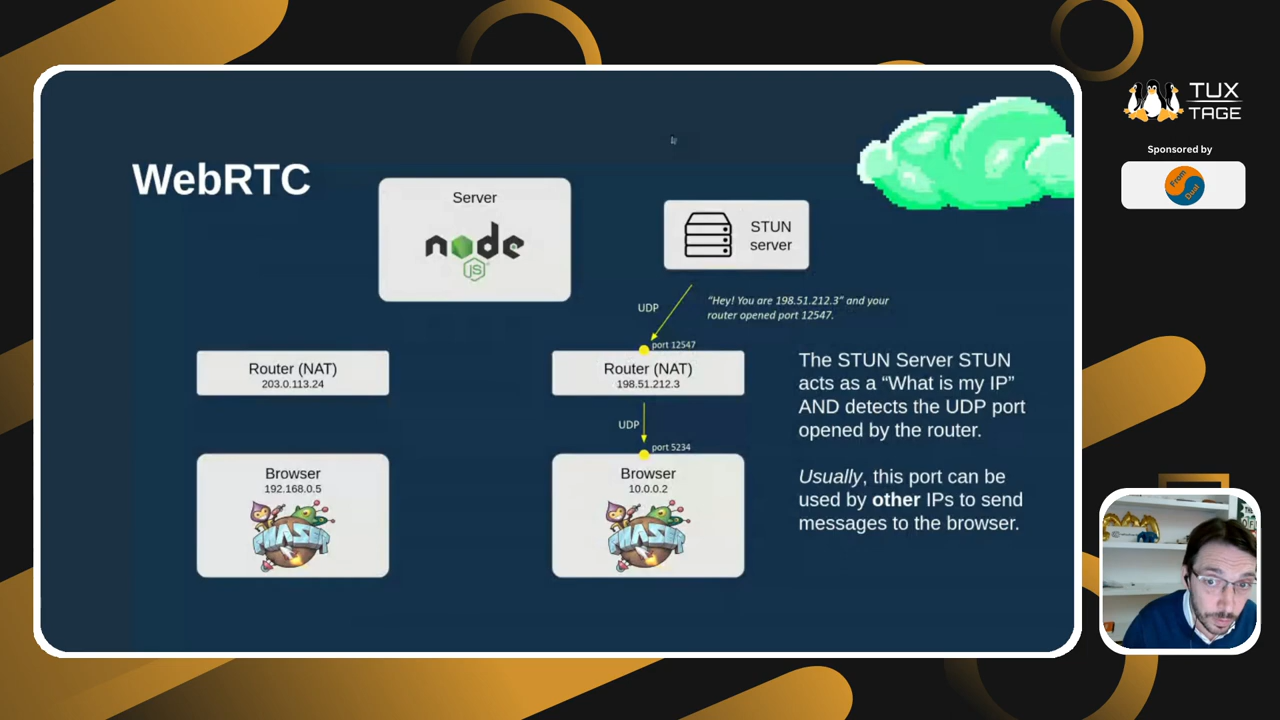 WebRTC
Server
node
JS
STUN
server
UDP
"Hey! You are 198.51.212.3" and your
router opened port 12547.
port 12547
Router (NAT)
203.0.113.24
Router (NAT)
198.51.212.3
UDP
port 5234
Browser
192.168.0.5
PHASER
Browser
10.0.0.2
PHASER
The STUN Server STUN
acts as a “What is my IP”
AND detects the UDP port
opened by the router.
Usually, this port can be
used by other IPs to send
messages to the browser.
TUX
TAGE
Sponsored by
From
Dual